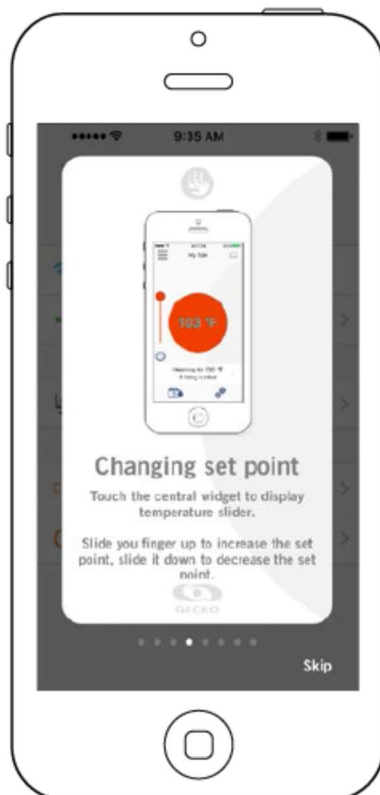 9:35 AM
My Spa
103 °F
Changing set point
Touch the central widget to display
temperature slider.
Slide you finger up to increase the set
point, slide it down to decrease the set
point.
GECKO
Skip